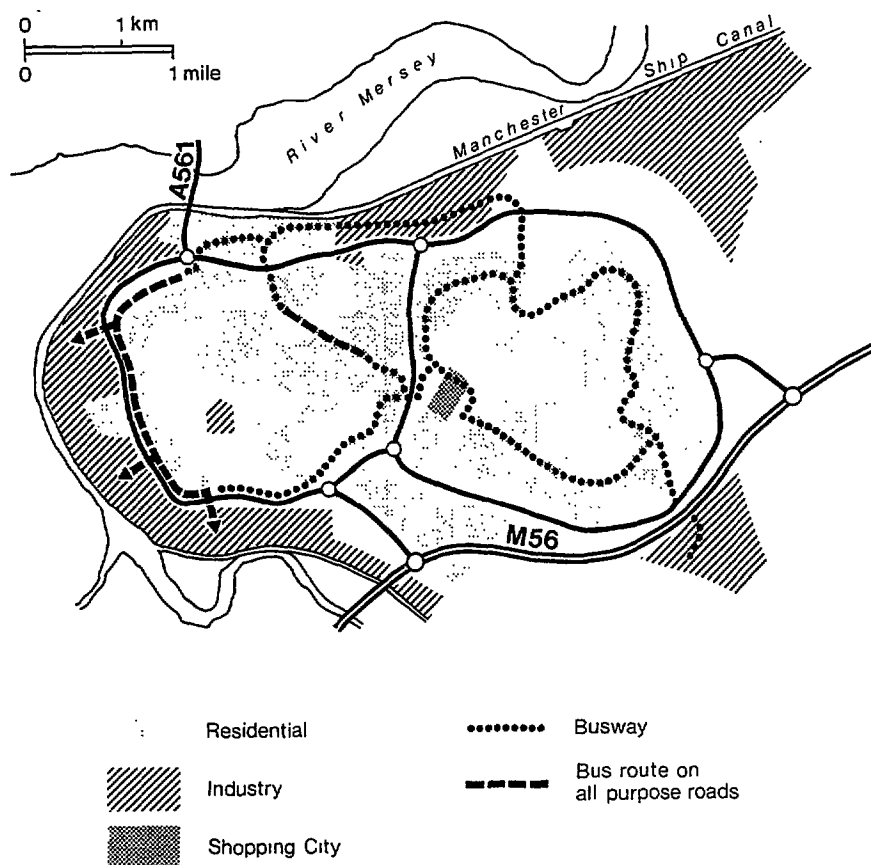 0 1 km
0 1 mile
River Mersey
Manchester Ship Canal
A561
M56
Residential
Industry
Shopping City
Busway
Bus route on
all purpose roads